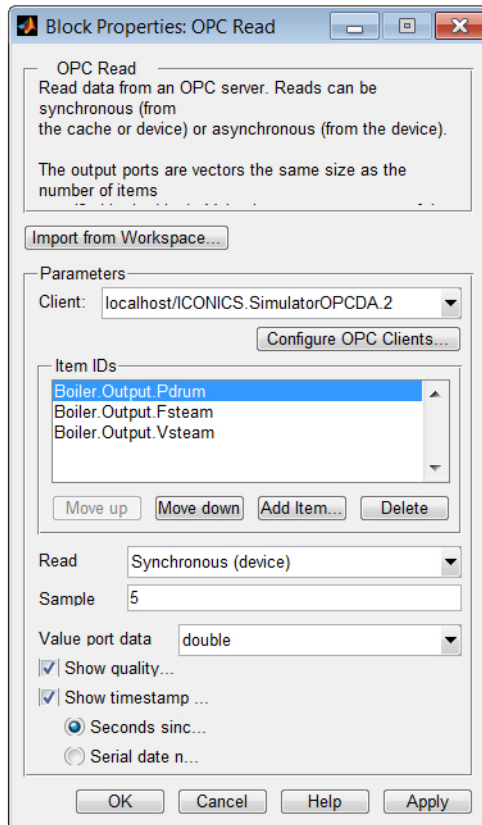 Block Properties: OPC Read
OPC Read
Read data from an OPC server. Reads can be
synchronous (from
the cache or device) or asynchronous (from the device).
The output ports are vectors the same size as the
number of items
Import from Workspace...
Parameters
Client: localhost/ICONICS.SimulatorOPCDA.2
Configure OPC Clients...
Item IDs
Boiler.Output.Pdrum
Boiler.Output.Fsteam
Boiler.Output.Vsteam
Move up Move down Add Item... Delete
Read Synchronous (device)
Sample 5
Value port data double
Show quality...
Show timestamp ...
Seconds sinc...
Serial date n...
OK Cancel Help Apply